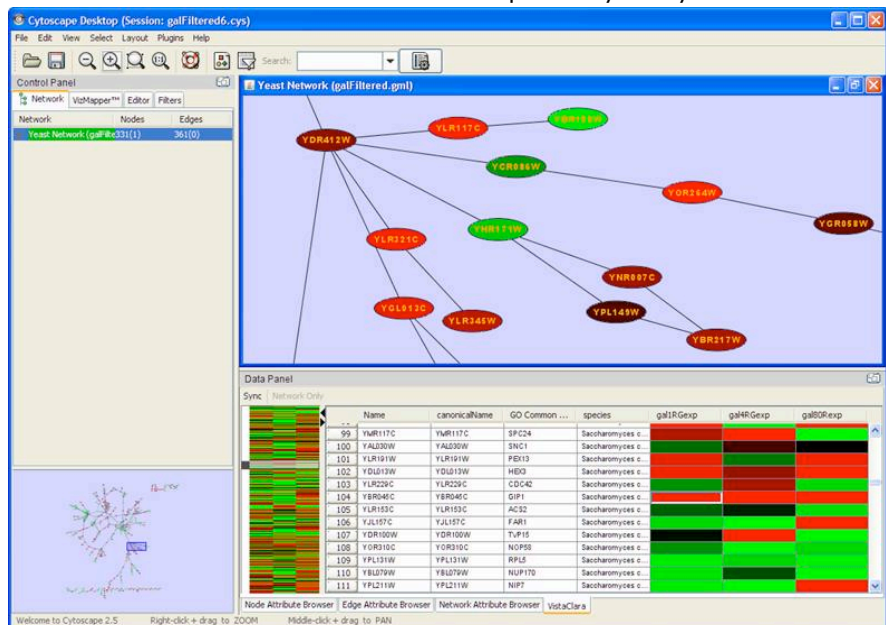 Cytoscape Desktop (Session: galFiltered6.cys)
File Edit View Select Layout Plugins Help
Search:
Control Panel
Network VizMapper™ Editor Filters
Network Nodes Edges
Yeast Network (galFilte 331(1) 361(0)
Yeast Network (galFiltered.gml)
YLR117C
YDR412W
YCR086W
YOR264W
YGR058W
YHR171W
YLR321C
YNR007C
YGL013C
YPL149W
YLR345W
YBR217W
Data Panel
Sync Network Only
Name canonicalName GO Common ... species gal1RGexp gal4RGexp gal80Rexp
99 YMR117C YMR117C SPC24 Saccharomyces c...
100 YAL030W YAL030W SNC1 Saccharomyces c...
101 YLR191W YLR191W PEX13 Saccharomyces c...
102 YDL013W YDL013W HEX3 Saccharomyces c...
103 YLR229C YLR229C CDC42 Saccharomyces c...
104 YBR045C YBR045C GIP1 Saccharomyces c...
105 YLR153C YLR153C ACS2 Saccharomyces c...
106 YJL157C YJL157C FAR1 Saccharomyces c...
107 YDR100W YDR100W TVP15 Saccharomyces c...
108 YOR310C YOR310C NOP58 Saccharomyces c...
109 YPL131W YPL131W RPL5 Saccharomyces c...
110 YBL079W YBL079W NUP170 Saccharomyces c...
111 YPL211W YPL211W NIP7 Saccharomyces c...
Node Attribute Browser Edge Attribute Browser Network Attribute Browser VistaClara
Welcome to Cytoscape 2.5 Right-click + drag to ZOOM Middle-click + drag to PAN